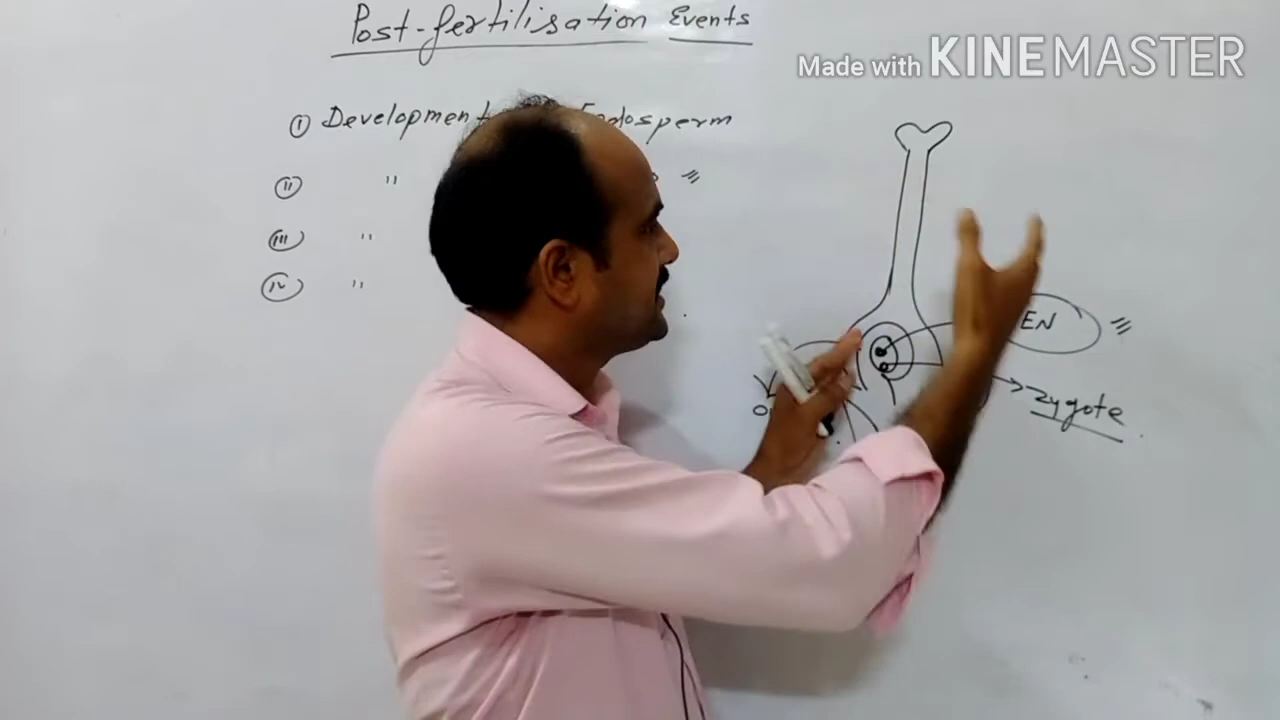 Post-fertilisation Events
Made with KINEMASTER
① Development Endosperm
(ii) " 〃
(iii) "
(iv) "
EN 〃
Zygote